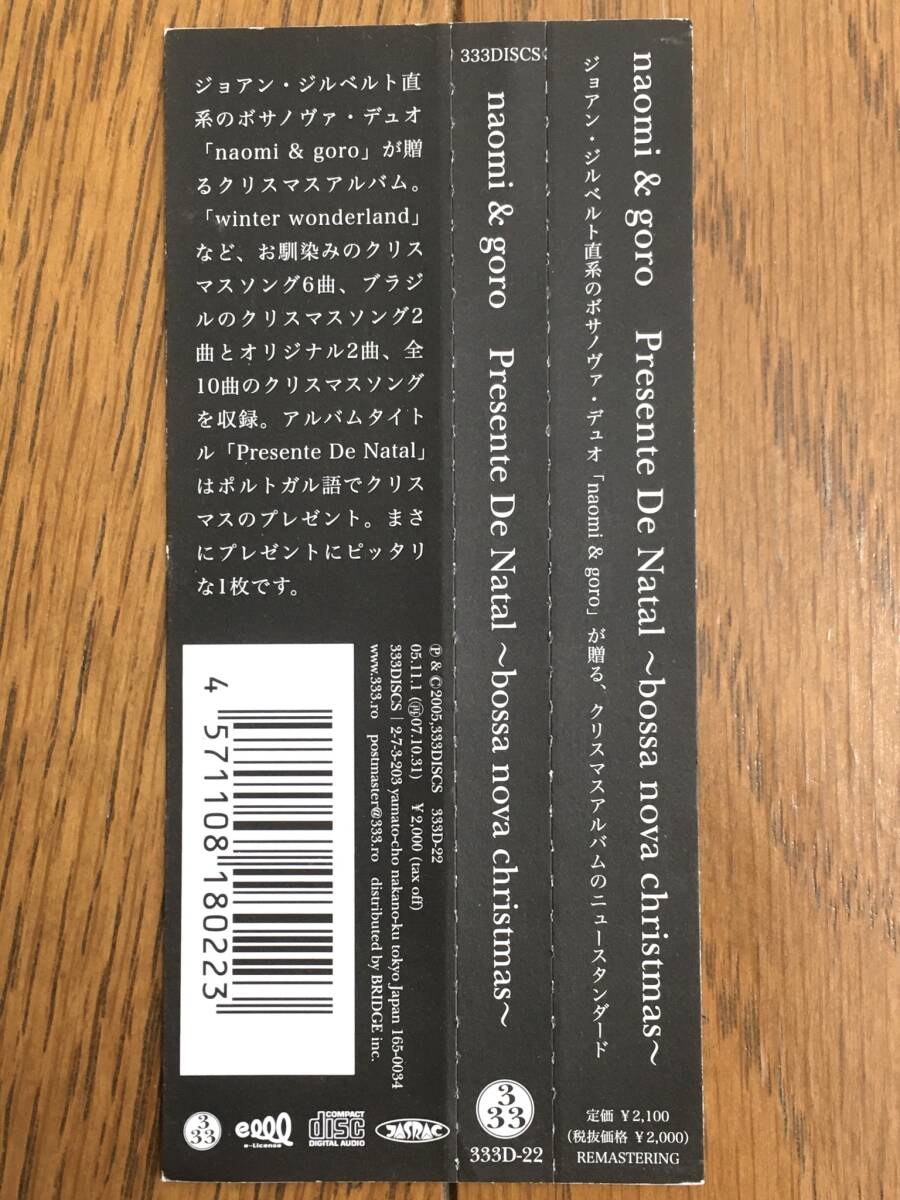 ジョアン・ジルベルト直
系のボサノヴァ・デュオ
「naomi & goro」が贈
るクリスマスアルバム。
「winter wonderland」
など、お馴染みのクリス
マスソング6曲、ブラジ
ルのクリスマスソング2
曲とオリジナル2曲、全
10曲のクリスマスソング
を収録。アルバムタイト
ル「Presente De Natal」
はポルトガル語でクリス
マスのプレゼント。まさ
にプレゼントにピッタリ
な1枚です。
4 571108 180223
℗ & ©2005,333DISCS 333D-22
05.11.1 (㊢07.10.31) ¥2,000 (tax off)
333DISCS | 2-7-3-203 yamato-cho nakano-ku tokyo Japan 165-0034
www.333.ro postmaster@333.ro distributed by BRIDGE inc.
3
33
e-License
COMPACT
disc
DIGITAL AUDIO
JASRAC
333DISCS
naomi & goro Presente De Natal ~bossa nova christmas~
3
33
333D-22
naomi & goro Presente De Natal ~bossa nova christmas~
ジョアン・ジルベルト直系のボサノヴァ・デュオ「naomi & goro」が贈る、クリスマスアルバムのニュースタンダード
定価 ¥2,100
(税抜価格 ¥2,000)
REMASTERING